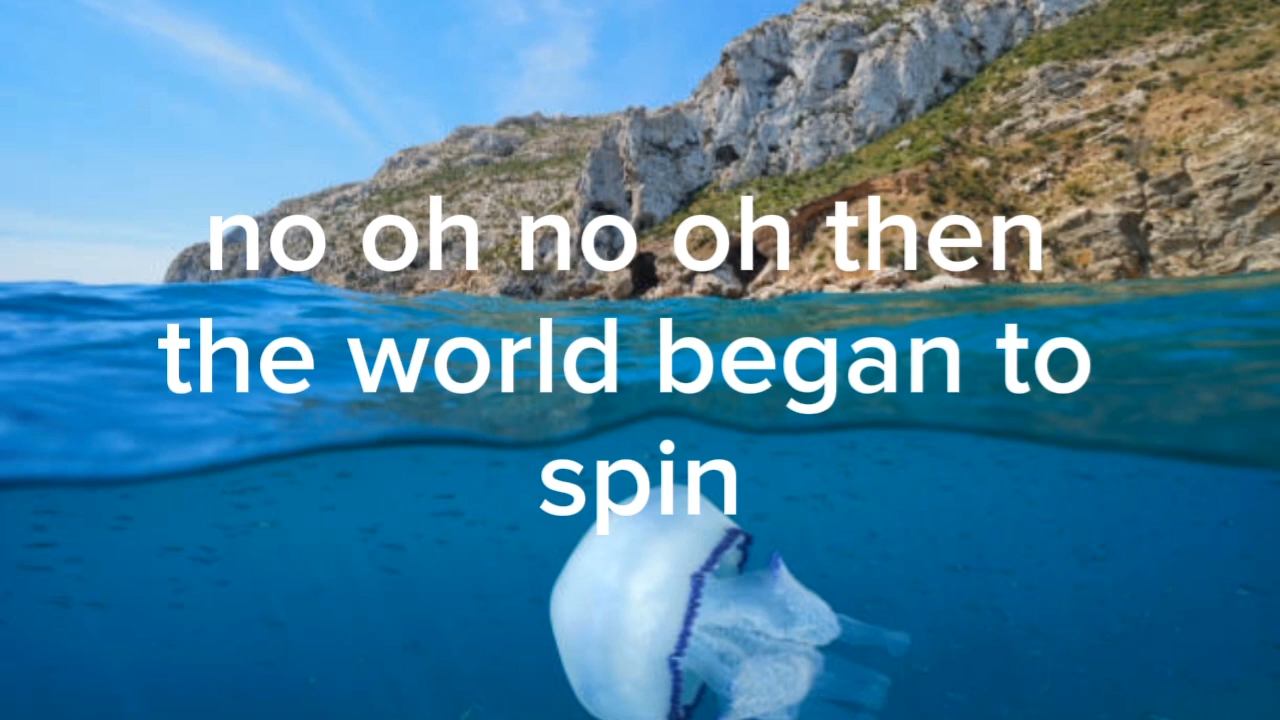 no oh no oh then
the world began to
spin